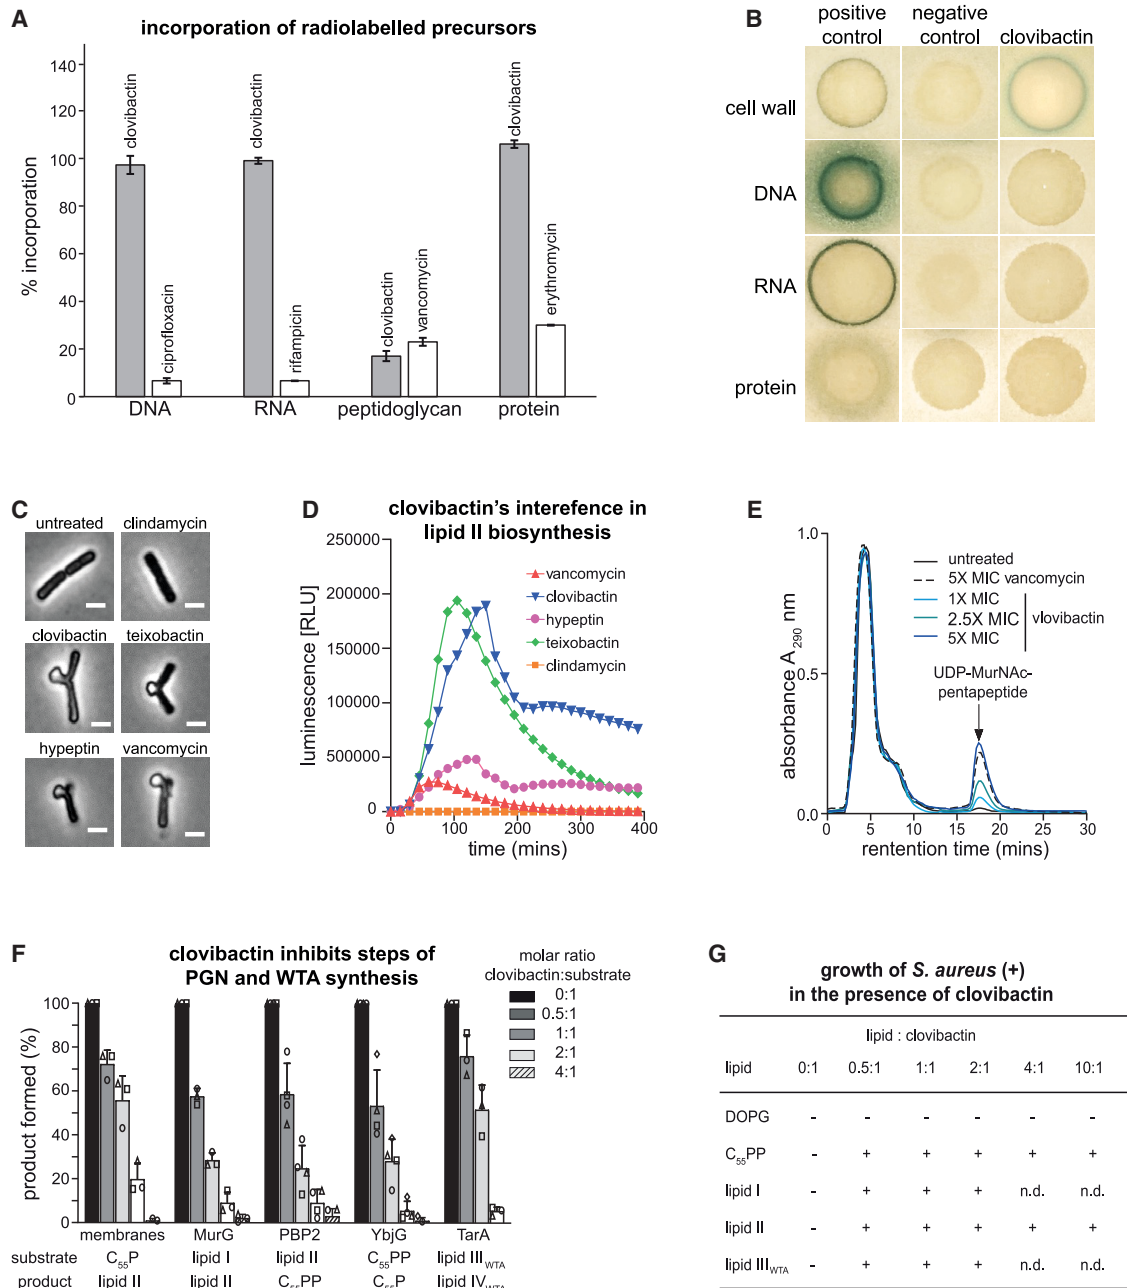 A
incorporation of radiolabelled precursors
% incorporation
140
120
100
80
60
40
20
0
clovibactin
ciprofloxacin
clovibactin
rifampicin
clovibactin
vancomycin
clovibactin
erythromycin
DNA
RNA
peptidoglycan
protein
B
positive control
negative control
clovibactin
cell wall
DNA
RNA
protein
C
untreated
clindamycin
clovibactin
teixobactin
hypeptin
vancomycin
D
clovibactin's interefence in
lipid II biosynthesis
luminescence [RLU]
250000
200000
150000
100000
500000
0
vancomycin
clovibactin
hypeptin
teixobactin
clindamycin
0
100
200
300
400
time (mins)
E
absorbance A290 nm
1.0
0.5
0.0
untreated
5X MIC vancomycin
1X MIC
2.5X MIC
5X MIC
vlovibactin
UDP-MurNAc-
pentapeptide
0
5
10
15
20
25
30
rentention time (mins)
F
clovibactin inhibits steps of
PGN and WTA synthesis
molar ratio
clovibactin:substrate
0:1
0.5:1
1:1
2:1
4:1
product formed (%)
100
80
60
40
20
0
membranes MurG PBP2 YbjG TarA
substrate C55P lipid I lipid II C55PP lipid IIIWTA
product lipid II lipid II C55PP C55P lipid IVWTA
G
growth of S. aureus (+)
in the presence of clovibactin
lipid : clovibactin
lipid 0:1 0.5:1 1:1 2:1 4:1 10:1
DOPG - - - - - -
C55PP - + + + + +
lipid I - + + + n.d. n.d.
lipid II - + + + + +
lipid IIIWTA - + + + n.d. n.d.